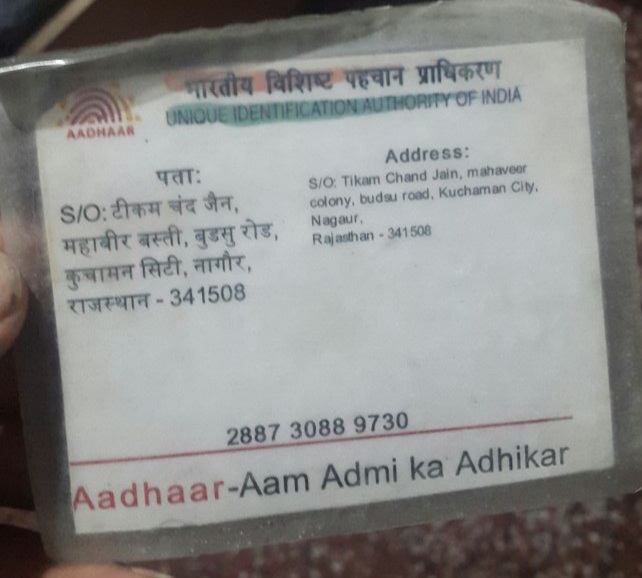 भारतीय विशिष्ट पहचान प्राधिकरण
UNIQUE IDENTIFICATION AUTHORITY OF INDIA
AADHAAR
पता:
S/O: टीकम चंद जैन,
महाबीर बस्ती, बुडसु रोड,
कुचामन सिटी, नागौर,
राजस्थान - 341508
Address:
S/O: Tikam Chand Jain, mahaveer
colony, budsu road, Kuchaman City,
Nagaur,
Rajasthan - 341508
2887 3088 9730
Aadhaar-Aam Admi ka Adhikar